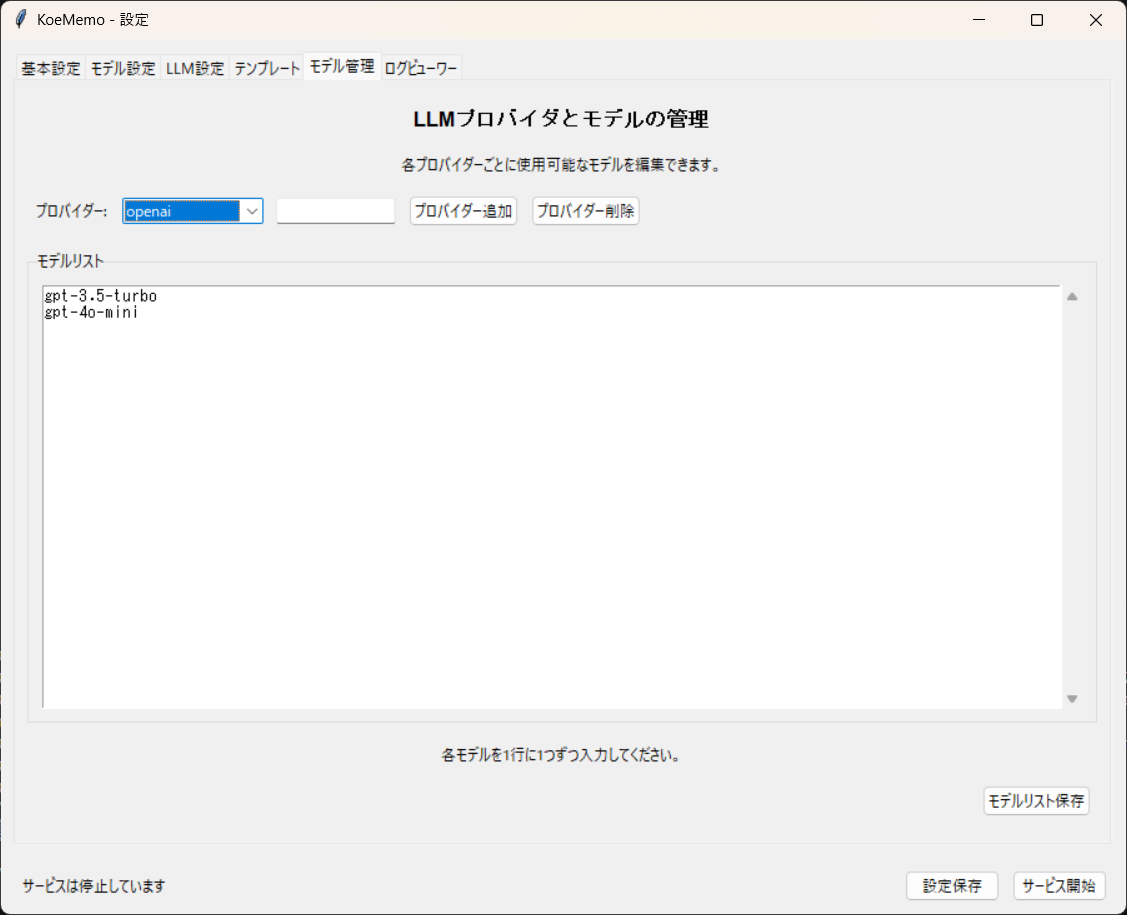 KoeMemo - 設定
基本設定 モデル設定 LLM設定 テンプレート モデル管理 ログビューワー
LLMプロバイダとモデルの管理
各プロバイダーごとに使用可能なモデルを編集できます。
プロバイダー: openai プロバイダー追加 プロバイダー削除
モデルリスト
gpt-3.5-turbo
gpt-4o-mini
各モデルを1行に1つずつ入力してください。
モデルリスト保存
サービスは停止しています 設定保存 サービス開始